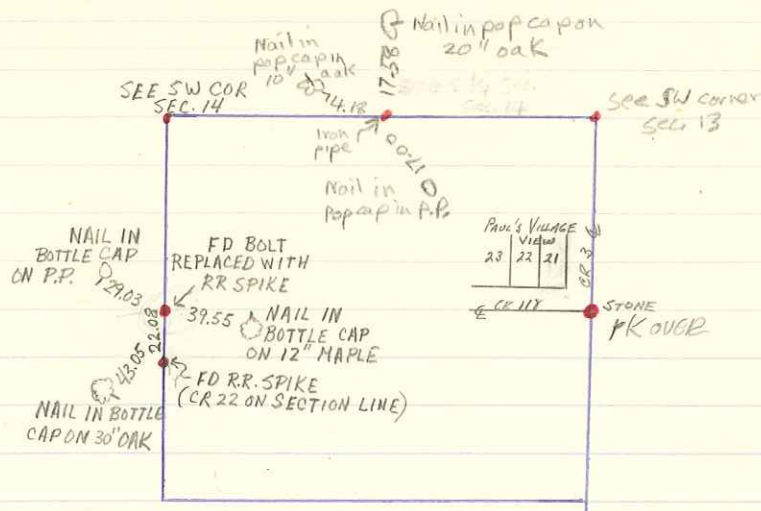 Nail in pop cap on
20" oak
17.58
Nail in
pop cap in
10" oak
14.18
SEE SW COR
SEC. 14
See SW corner
Sec. 13
Iron
pipe
17.00
Nail in
pop cap in P.P.
PAUL'S VILLAGE
VIEW
23 22 21
CR 3
CR 118
STONE
PK OVER
NAIL IN
BOTTLE CAP
ON P.P.
29.03
FD BOLT
REPLACED WITH
RR SPIKE
39.55
NAIL IN
BOTTLE CAP
ON 12" MAPLE
22.08
43.05
FD R.R. SPIKE
(CR 22 ON SECTION LINE)
NAIL IN BOTTLE
CAP ON 30" OAK